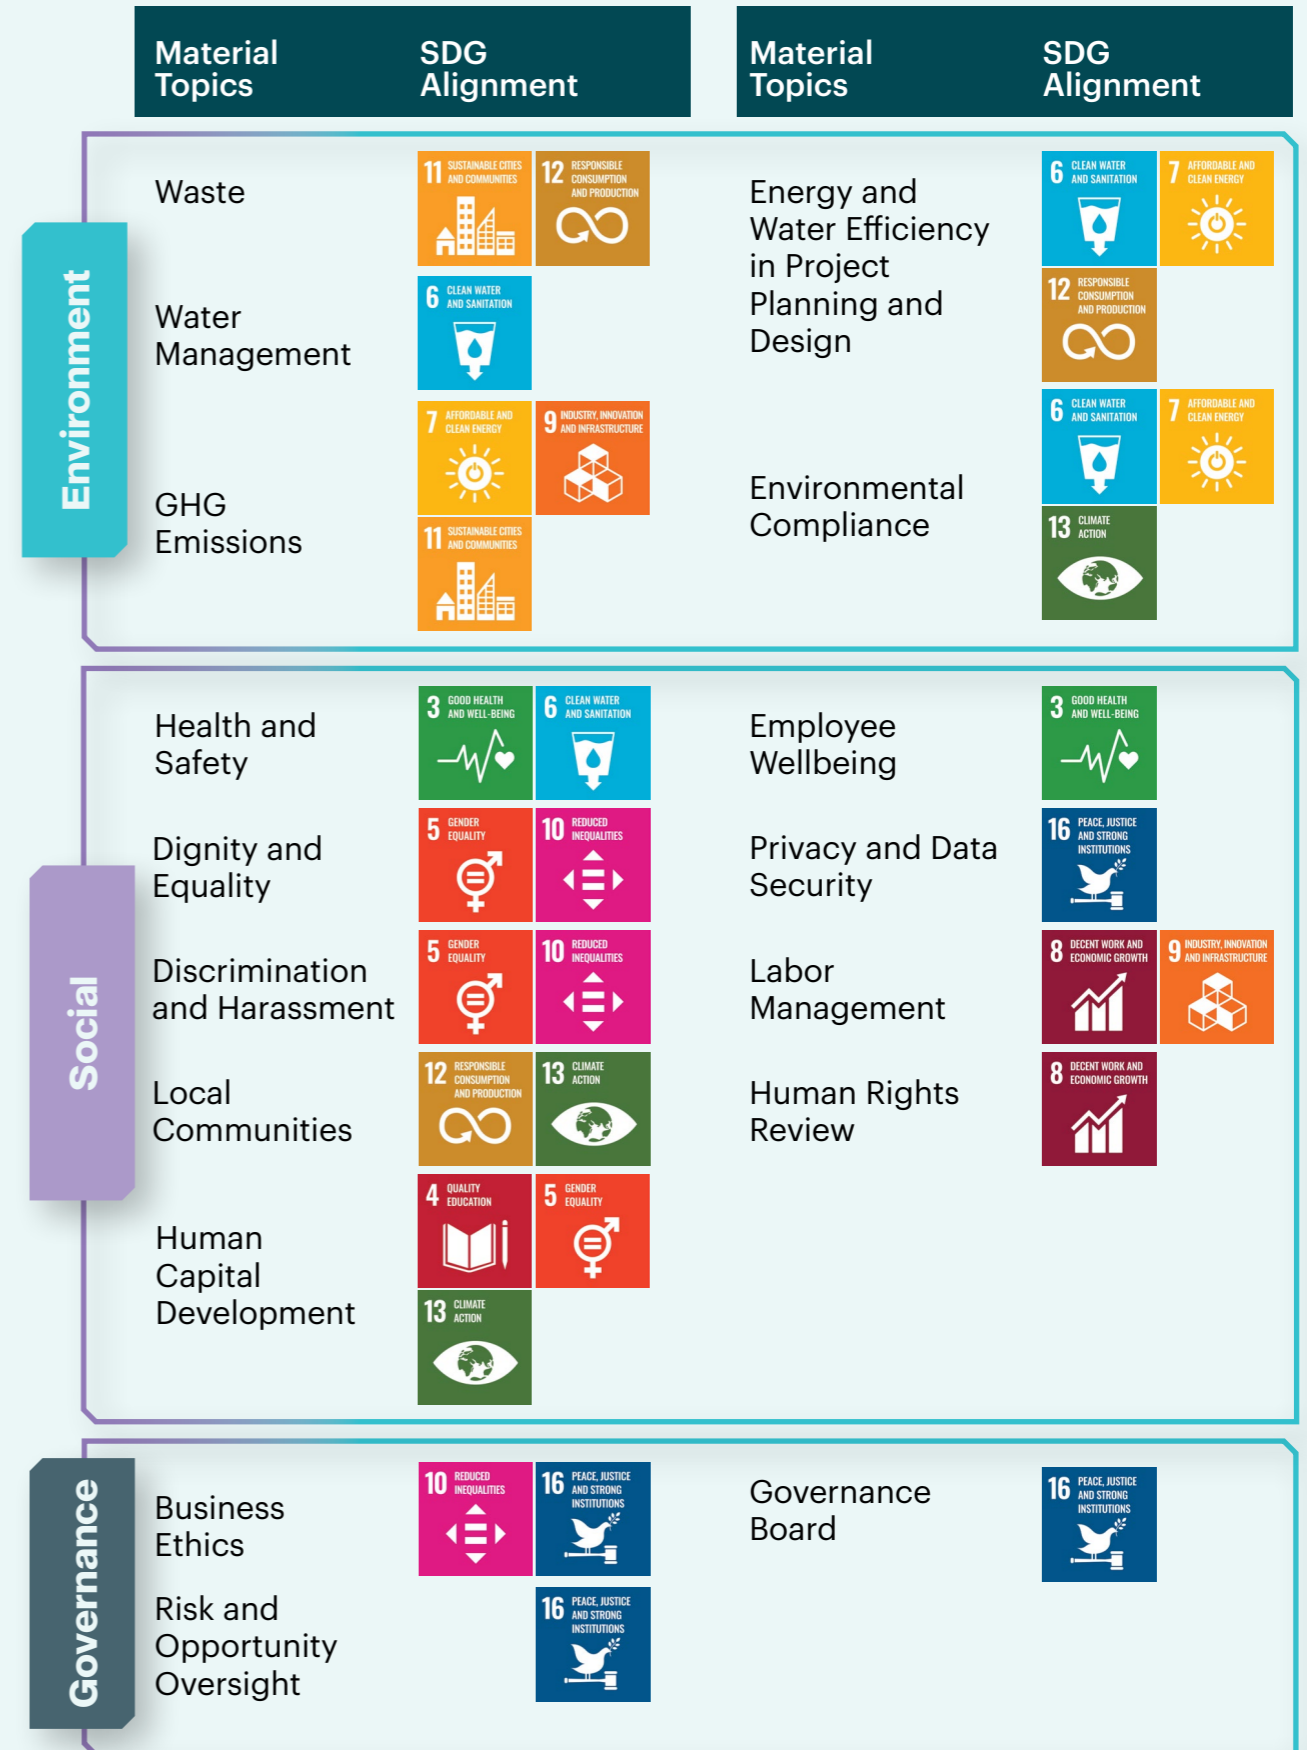 Material
Topics
SDG
Alignment
Material
Topics
SDG
Alignment
Environment
Waste
11 SUSTAINABLE CITIES
AND COMMUNITIES
12 RESPONSIBLE
CONSUMPTION
AND PRODUCTION
Water
Management
6 CLEAN WATER
AND SANITATION
GHG
Emissions
7 AFFORDABLE AND
CLEAN ENERGY
9 INDUSTRY, INNOVATION
AND INFRASTRUCTURE
11 SUSTAINABLE CITIES
AND COMMUNITIES
Energy and
Water Efficiency
in Project
Planning and
Design
6 CLEAN WATER
AND SANITATION
7 AFFORDABLE AND
CLEAN ENERGY
12 RESPONSIBLE
CONSUMPTION
AND PRODUCTION
Environmental
Compliance
6 CLEAN WATER
AND SANITATION
7 AFFORDABLE AND
CLEAN ENERGY
13 CLIMATE
ACTION
Social
Health and
Safety
3 GOOD HEALTH
AND WELL-BEING
6 CLEAN WATER
AND SANITATION
Dignity and
Equality
5 GENDER
EQUALITY
10 REDUCED
INEQUALITIES
Discrimination
and Harassment
5 GENDER
EQUALITY
10 REDUCED
INEQUALITIES
Local
Communities
12 RESPONSIBLE
CONSUMPTION
AND PRODUCTION
13 CLIMATE
ACTION
Human
Capital
Development
4 QUALITY
EDUCATION
5 GENDER
EQUALITY
13 CLIMATE
ACTION
Employee
Wellbeing
3 GOOD HEALTH
AND WELL-BEING
Privacy and Data
Security
16 PEACE, JUSTICE
AND STRONG
INSTITUTIONS
Labor
Management
8 DECENT WORK AND
ECONOMIC GROWTH
9 INDUSTRY, INNOVATION
AND INFRASTRUCTURE
Human Rights
Review
8 DECENT WORK AND
ECONOMIC GROWTH
Governance
Business
Ethics
10 REDUCED
INEQUALITIES
16 PEACE, JUSTICE
AND STRONG
INSTITUTIONS
Risk and
Opportunity
Oversight
16 PEACE, JUSTICE
AND STRONG
INSTITUTIONS
Governance
Board
16 PEACE, JUSTICE
AND STRONG
INSTITUTIONS